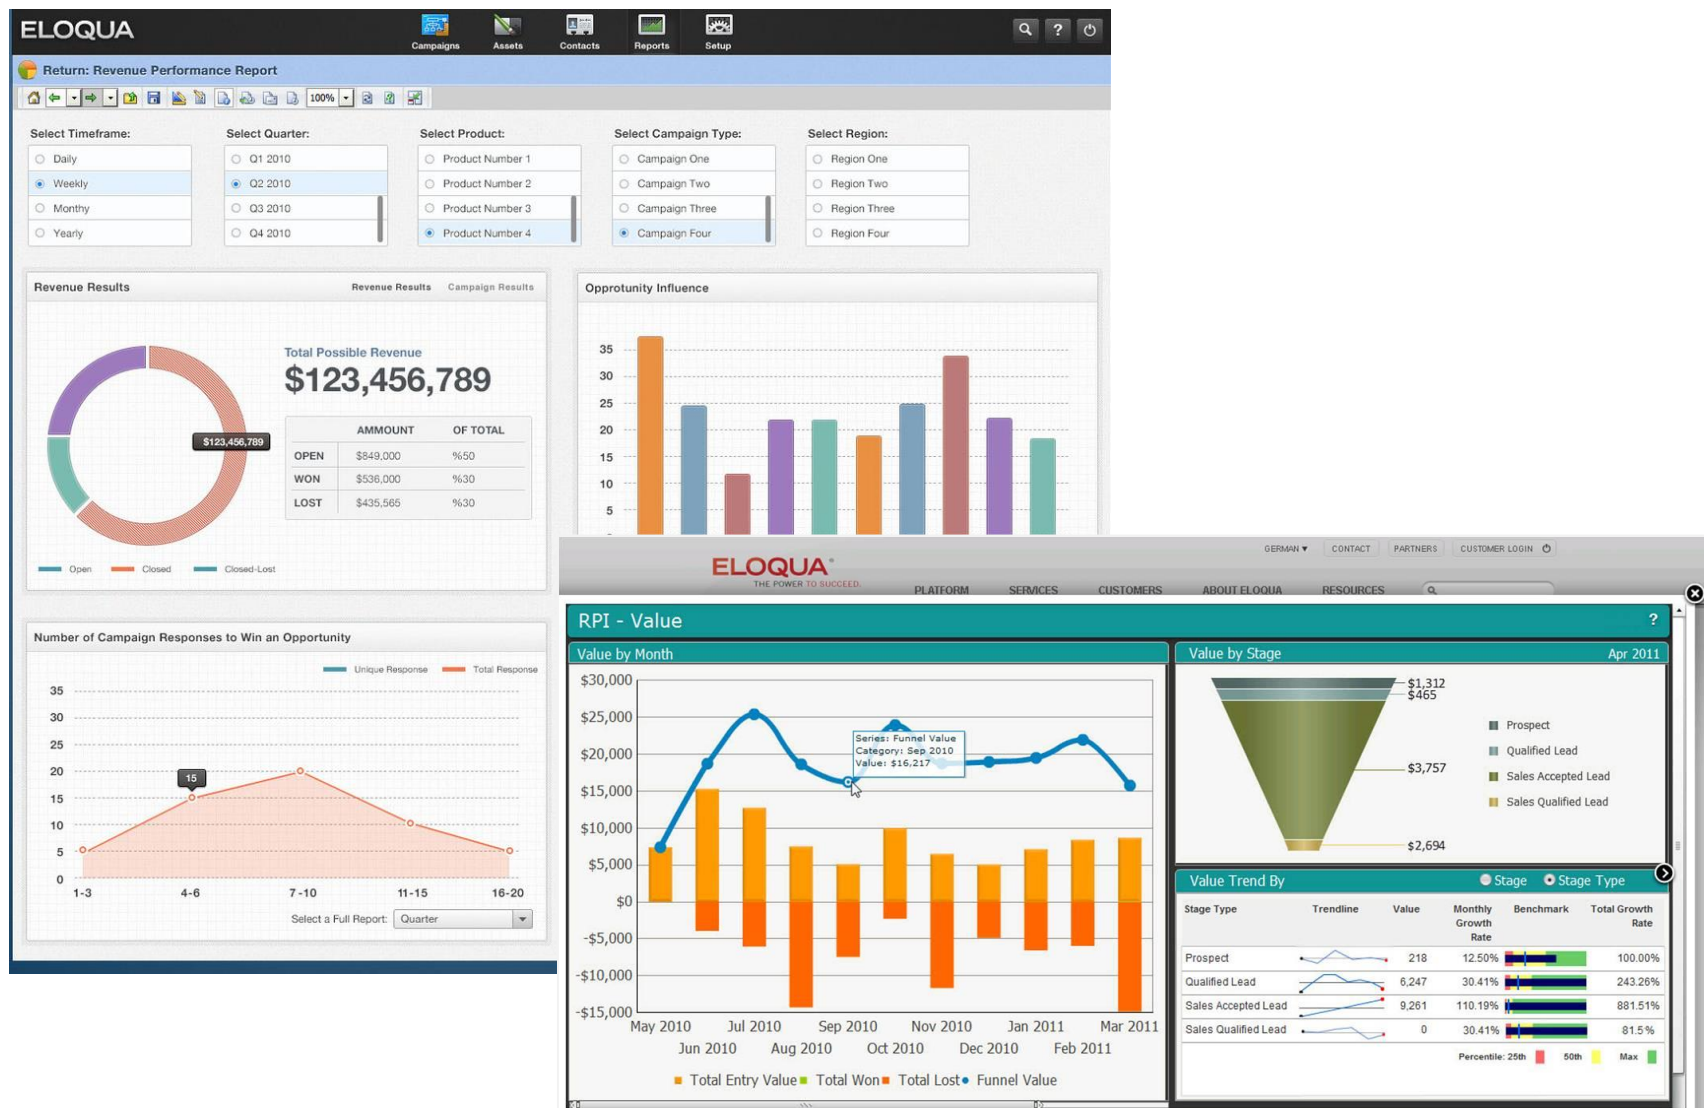 ELOQUA
Campaigns Assets Contacts Reports Setup
?
Return: Revenue Performance Report
100%
Select Timeframe: Select Quarter: Select Product: Select Campaign Type: Select Region:
Daily Q1 2010 Product Number 1 Campaign One Region One
Weekly Q2 2010 Product Number 2 Campaign Two Region Two
Monthy Q3 2010 Product Number 3 Campaign Three Region Three
Yearly Q4 2010 Product Number 4 Campaign Four Region Four
Revenue Results Revenue Results Campaign Results
Total Possible Revenue
$123,456,789
$123,456,789
AMMOUNT OF TOTAL
OPEN $849,000 %50
WON $536,000 %30
LOST $435,565 %30
Open Closed Closed-Lost
Opprotunity Influence
35
30
25
20
15
10
5
Number of Campaign Responses to Win an Opportunity
Unique Response Total Response
35
30
25
20
15
10
5
0
15
1-3 4-6 7-10 11-15 16-20
Select a Full Report: Quarter
GERMAN CONTACT PARTNERS CUSTOMER LOGIN
ELOQUA
THE POWER TO SUCCEED.
PLATFORM SERVICES CUSTOMERS ABOUT ELOQUA RESOURCES
RPI - Value ?
Value by Month
$30,000
$25,000
$20,000
$15,000
$10,000
$5,000
$0
-$5,000
-$10,000
-$15,000
Series: Funnel Value
Category: Sep 2010
Value: $16,217
May 2010 Jul 2010 Sep 2010 Nov 2010 Jan 2011 Mar 2011
Jun 2010 Aug 2010 Oct 2010 Dec 2010 Feb 2011
Total Entry Value Total Won Total Lost Funnel Value
Value by Stage Apr 2011
$1,312
$465
$3,757
$2,694
Prospect
Qualified Lead
Sales Accepted Lead
Sales Qualified Lead
Value Trend By Stage Stage Type
Stage Type Trendline Value Monthly Growth Rate Benchmark Total Growth Rate
Prospect 218 12.50% 100.00%
Qualified Lead 6,247 30.41% 243.26%
Sales Accepted Lead 9,261 110.19% 881.51%
Sales Qualified Lead 0 30.41% 81.5%
Percentile: 25th 50th Max